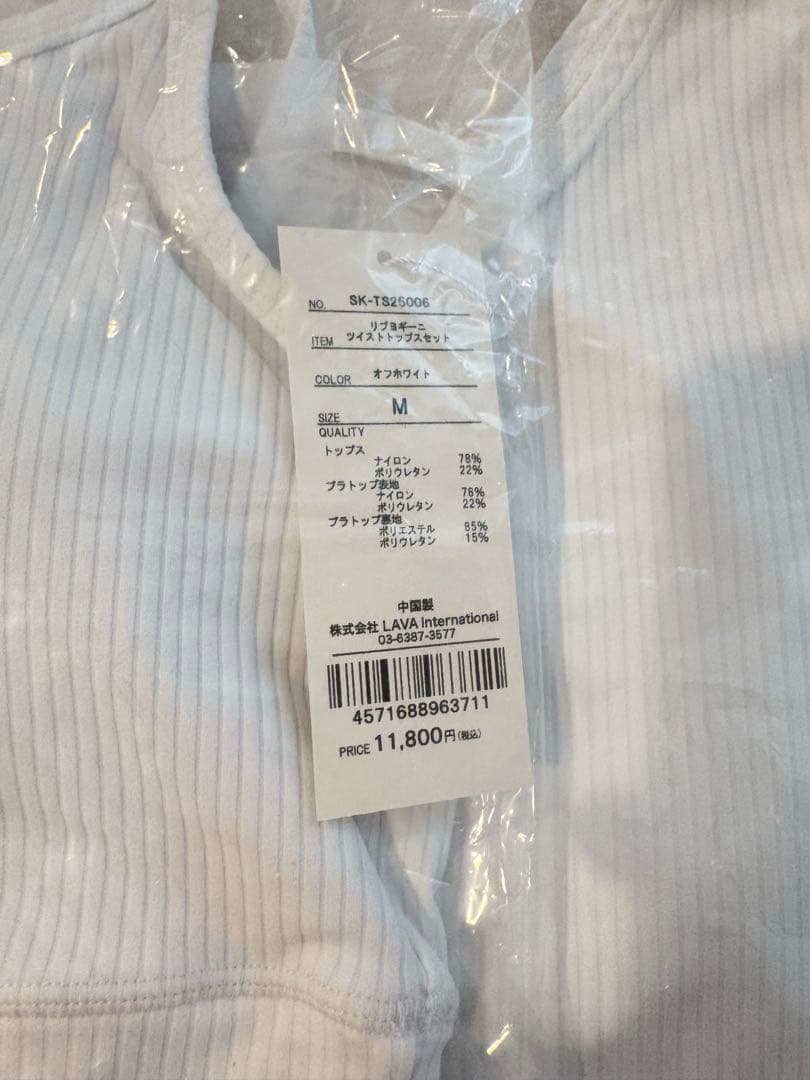 NO. SK-TS25006
リブヨギーニ
ITEM ツイストトップスセット
COLOR オフホワイト
SIZE M
QUALITY
トップス
ナイロン 78%
ポリウレタン 22%
ブラトップ表地
ナイロン 78%
ポリウレタン 22%
ブラトップ裏地
ポリエステル 85%
ポリウレタン 15%
中国製
株式会社 LAVA International
03-6387-3577
4571688963711
PRICE 11,800円(税込)